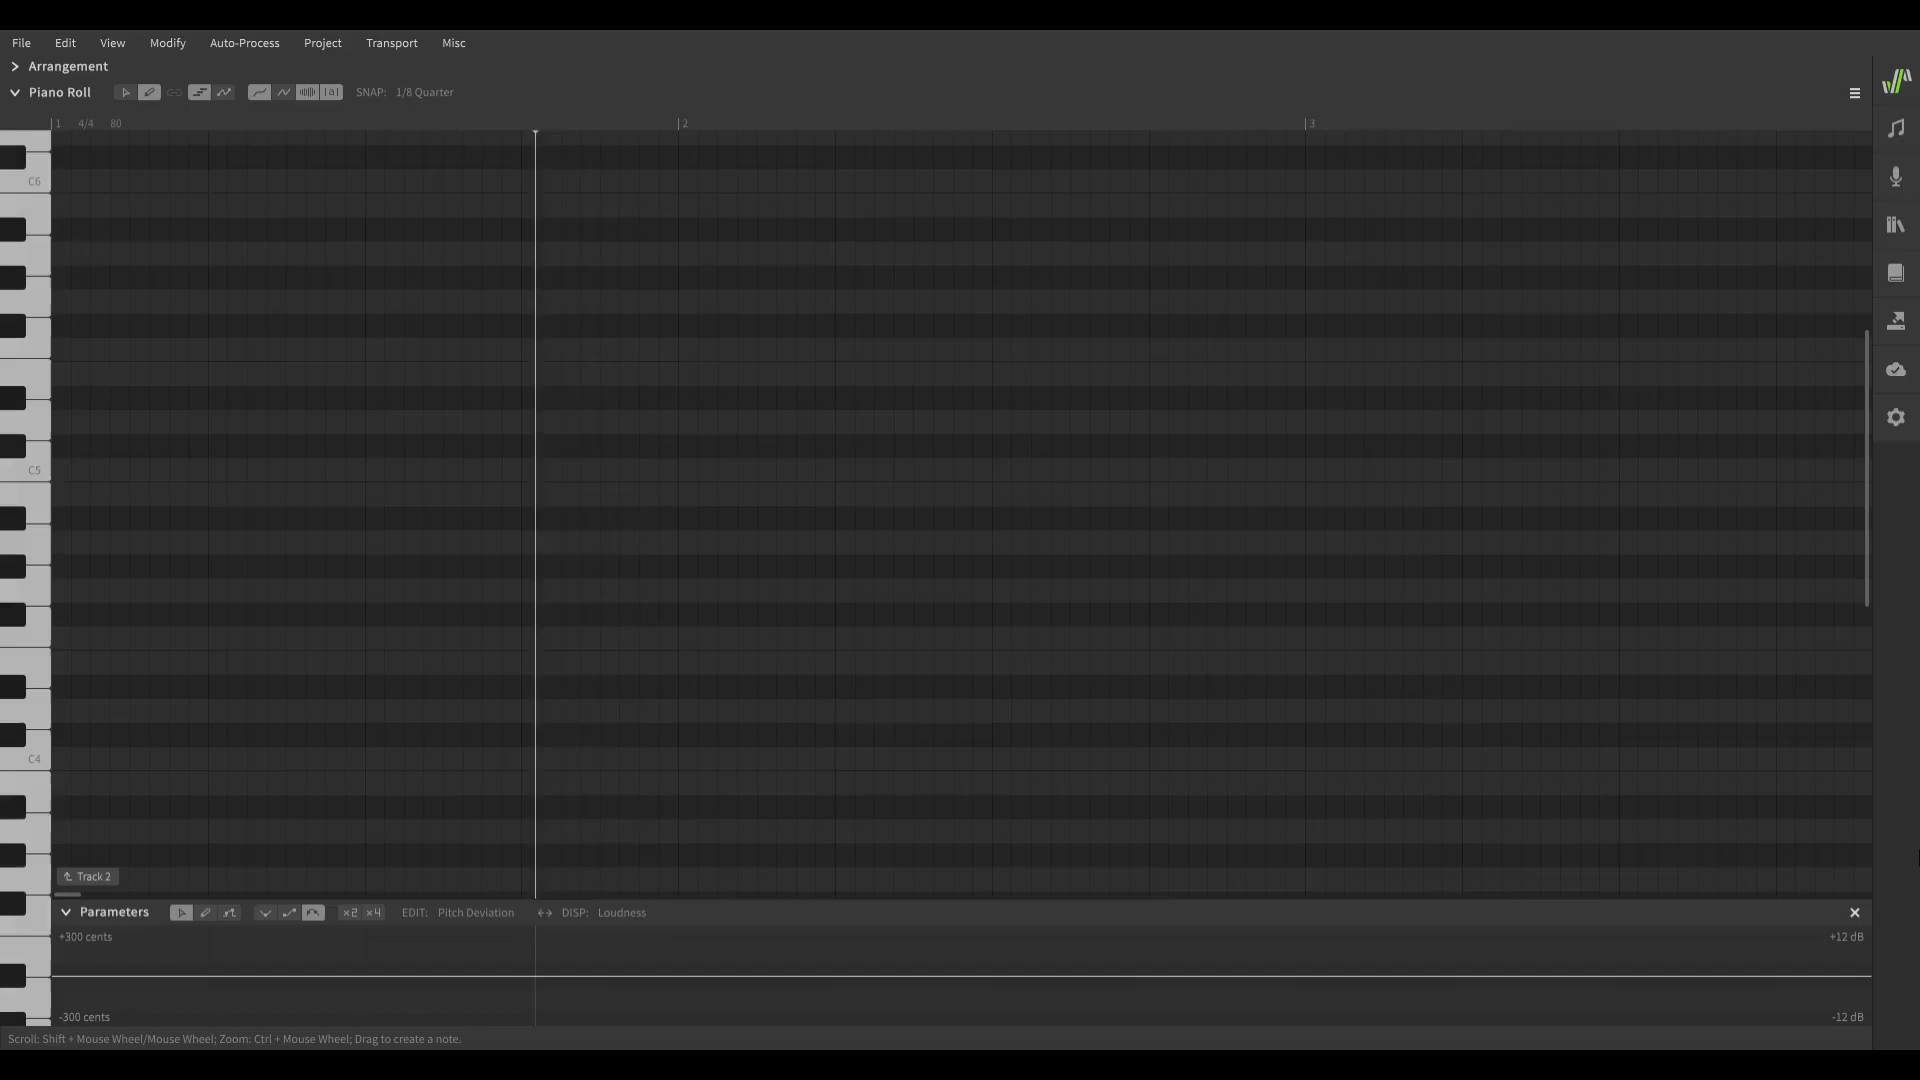 File Edit View Modify Auto-Process Project Transport Misc
Arrangement
Piano Roll SNAP: 1/8 Quarter
1 4/4 80 2 3
C6
C5
C4
Track 2
Parameters ×2 ×4 EDIT: Pitch Deviation DISP: Loudness
+300 cents +12 dB
-300 cents -12 dB
Scroll: Shift + Mouse Wheel/Mouse Wheel; Zoom: Ctrl + Mouse Wheel; Drag to create a note.